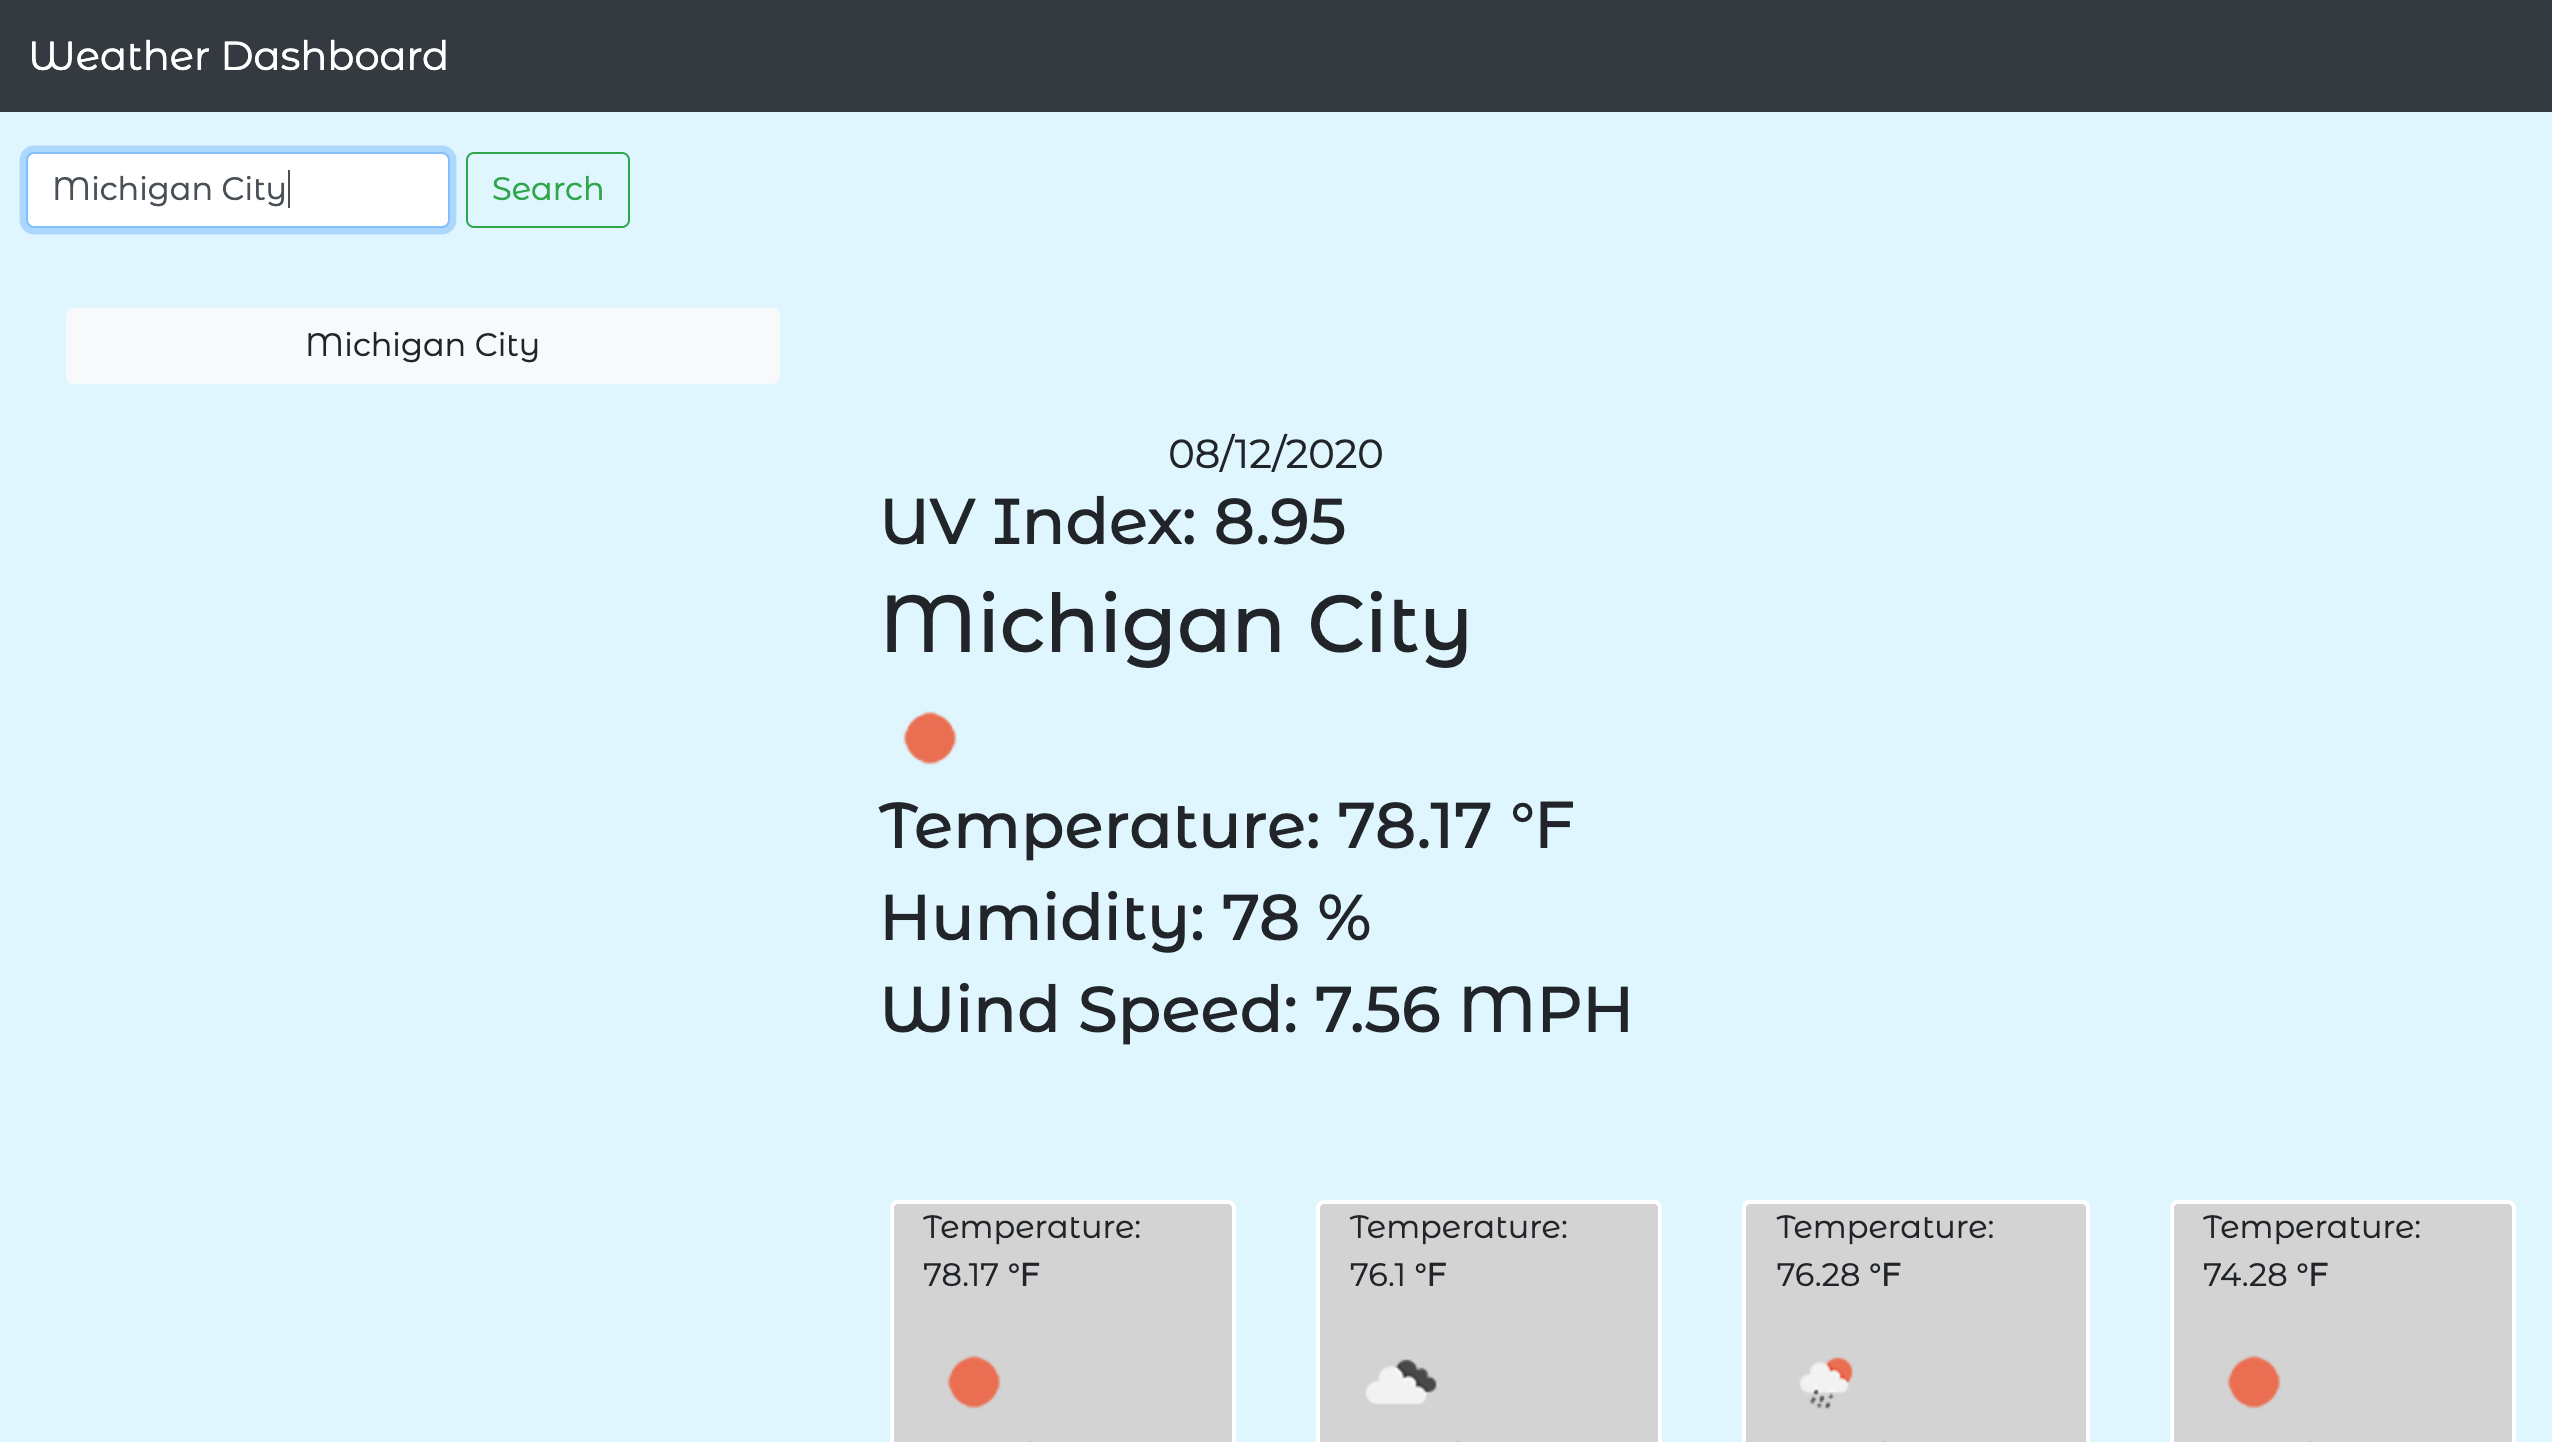 Weather Dashboard
Michigan City
Search
Michigan City
08/12/2020
UV Index: 8.95
Michigan City
Temperature: 78.17 °F
Humidity: 78 %
Wind Speed: 7.56 MPH
Temperature:
78.17 °F
Temperature:
76.1 °F
Temperature:
76.28 °F
Temperature:
74.28 °F